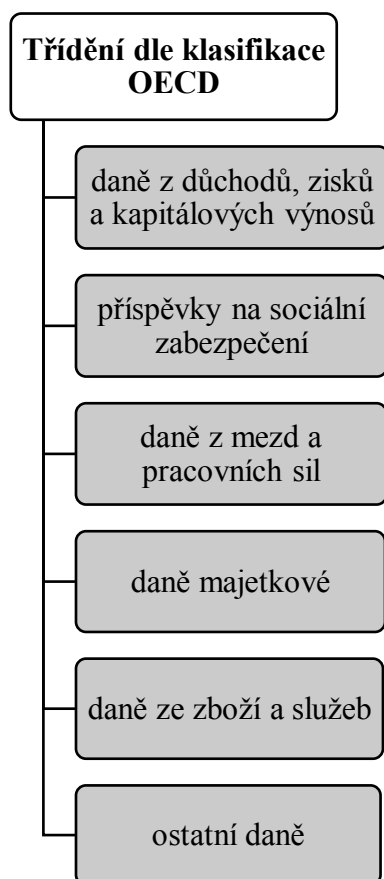 Třídění dle klasifikace
OECD
daně z důchodů, zisků
a kapitálových výnosů
příspěvky na sociální
zabezpečení
daně z mezd a
pracovních sil
daně majetkové
daně ze zboží a služeb
ostatní daně